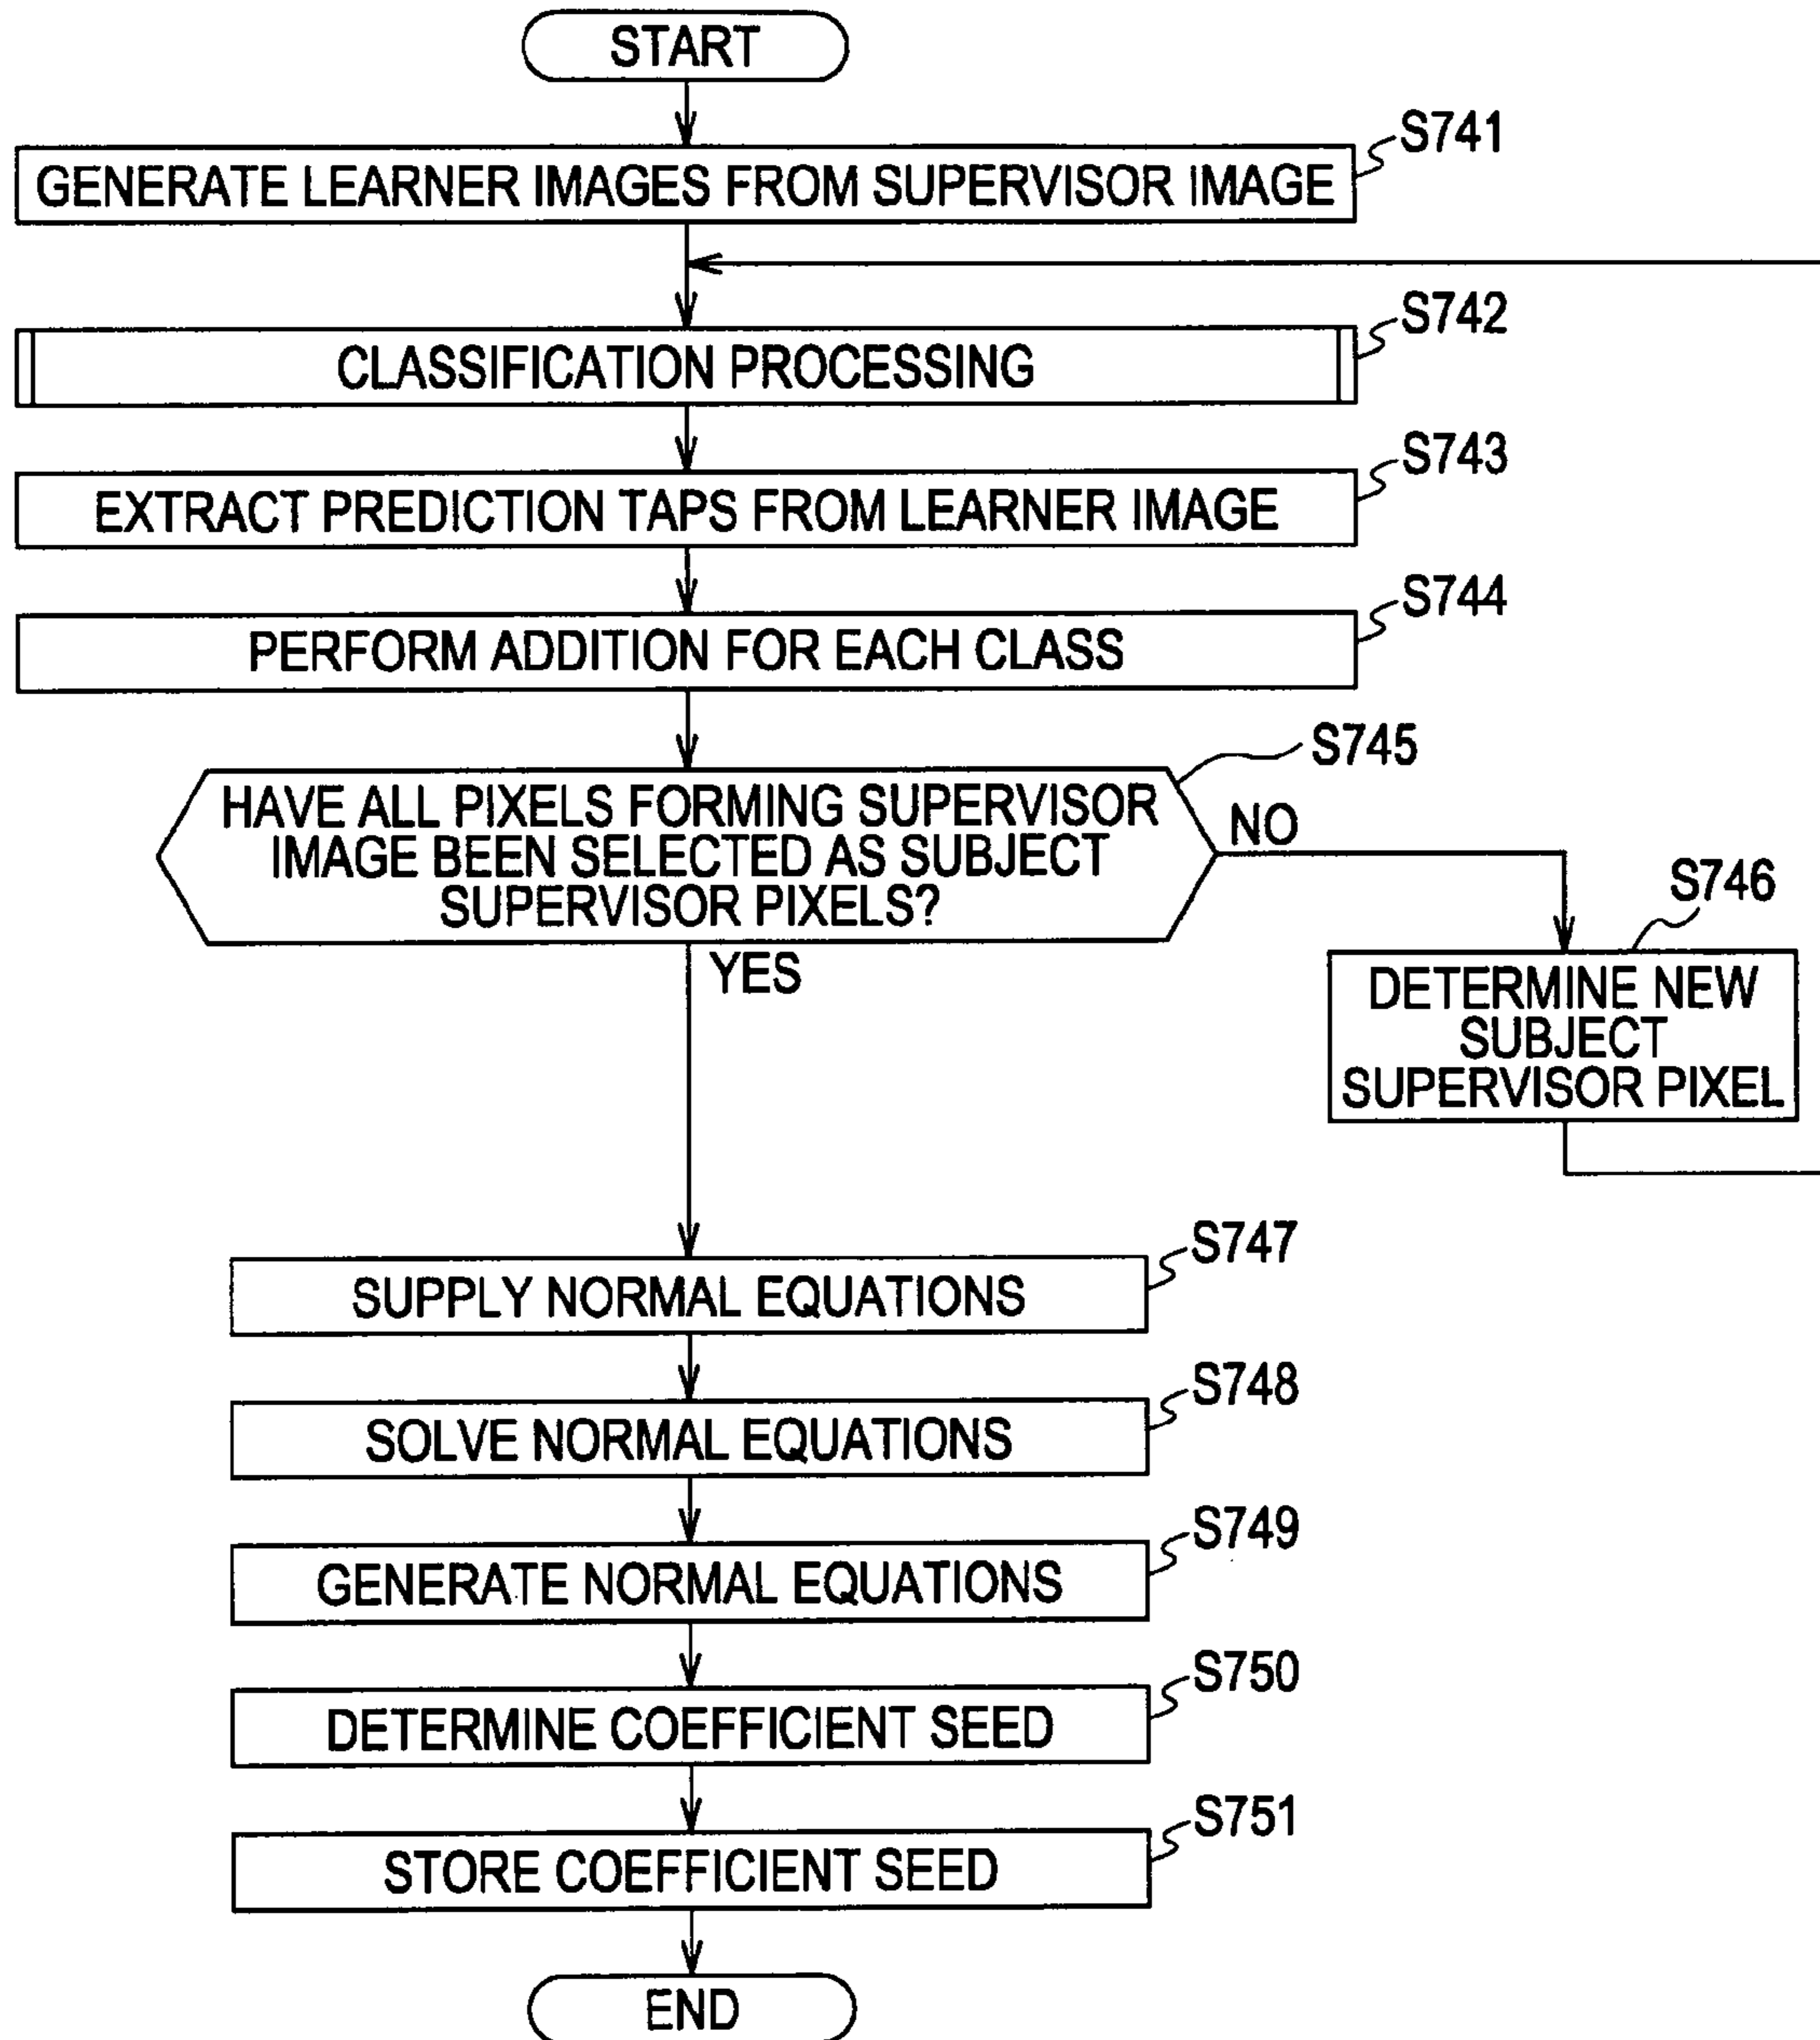 START
S741
GENERATE LEARNER IMAGES FROM SUPERVISOR IMAGE
S742
CLASSIFICATION PROCESSING
S743
EXTRACT PREDICTION TAPS FROM LEARNER IMAGE
S744
PERFORM ADDITION FOR EACH CLASS
S745
HAVE ALL PIXELS FORMING SUPERVISOR
IMAGE BEEN SELECTED AS SUBJECT
SUPERVISOR PIXELS?
NO
YES
S746
DETERMINE NEW
SUBJECT
SUPERVISOR PIXEL
S747
SUPPLY NORMAL EQUATIONS
S748
SOLVE NORMAL EQUATIONS
S749
GENERATE NORMAL EQUATIONS
S750
DETERMINE COEFFICIENT SEED
S751
STORE COEFFICIENT SEED
END